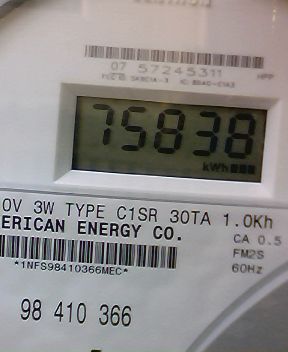 07 57245311
HPP
75838
kWh
0V 3W TYPE C1SR 30TA 1.0Kh
ERICAN ENERGY CO.
CA 0.5
FM2S
*1NFS98410366MEC*
60Hz
98 410 366